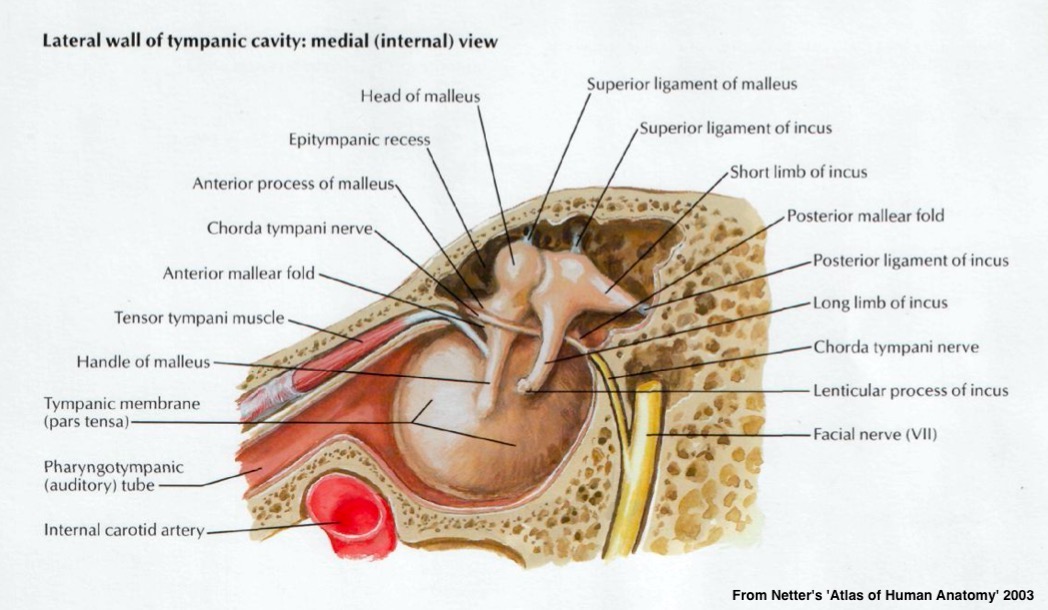 Lateral wall of tympanic cavity: medial (internal) view
Head of malleus
Superior ligament of malleus
Epitympanic recess
Superior ligament of incus
Anterior process of malleus
Short limb of incus
Chorda tympani nerve
Posterior mallear fold
Anterior mallear fold
Posterior ligament of incus
Tensor tympani muscle
Long limb of incus
Handle of malleus
Chorda tympani nerve
Tympanic membrane
(pars tensa)
Lenticular process of incus
Facial nerve (VII)
Pharyngotympanic
(auditory) tube
Internal carotid artery
From Netter's 'Atlas of Human Anatomy' 2003